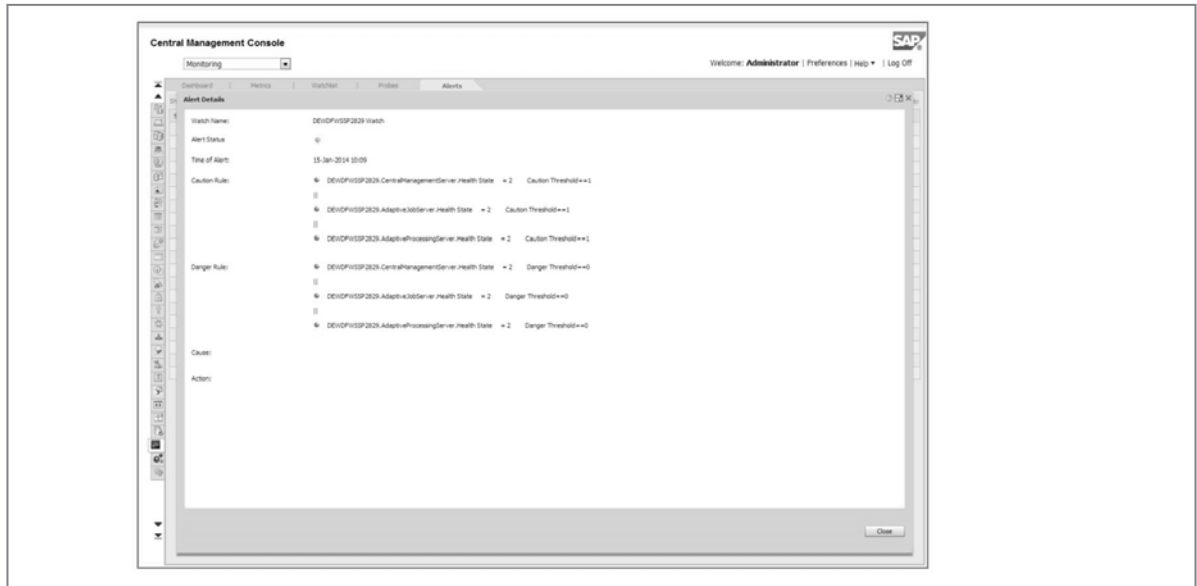 Central Management Console
SAP
Monitoring
Welcome: Administrator | Preferences | Help | Log Off
Dashboard | Metrics | Watchlist | Probes Alerts
Alert Details
Watch Name: DEWDFWSSP2829 Watch
Alert Status
Time of Alert: 15-Jan-2014 10:09
Caution Rule: DEWDFWSSP2829.CentralManagementServer.Health State = 2 Caution Threshold==1
||
DEWDFWSSP2829.AdaptiveJobServer.Health State = 2 Caution Threshold==1
||
DEWDFWSSP2829.AdaptiveProcessingServer.Health State = 2 Caution Threshold==1
Danger Rule: DEWDFWSSP2829.CentralManagementServer.Health State = 2 Danger Threshold==0
||
DEWDFWSSP2829.AdaptiveJobServer.Health State = 2 Danger Threshold==0
||
DEWDFWSSP2829.AdaptiveProcessingServer.Health State = 2 Danger Threshold==0
Cause:
Action:
Close